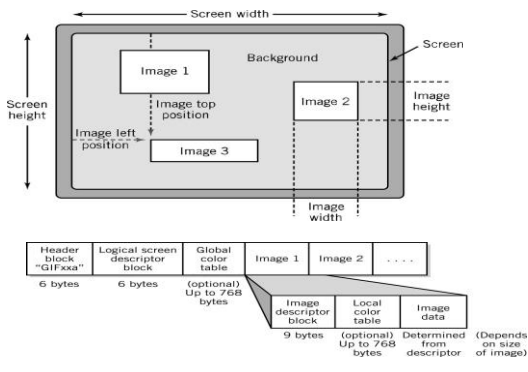 Screen width
Image 1
Background
Screen
Screen
height
Image top
position
Image 2
Image
height
Image left
position
Image 3
Image
width
Header
block
"GIFxxa"
Logical screen
descriptor
block
Global
color
table
Image 1
Image 2
. . . .
6 bytes
6 bytes
(optional)
Up to 768
bytes
Image
descriptor
block
Local
color
table
Image
data
9 bytes
(optional)
Up to 768
bytes
Determined
from
descriptor
(Depends
on size
of image)